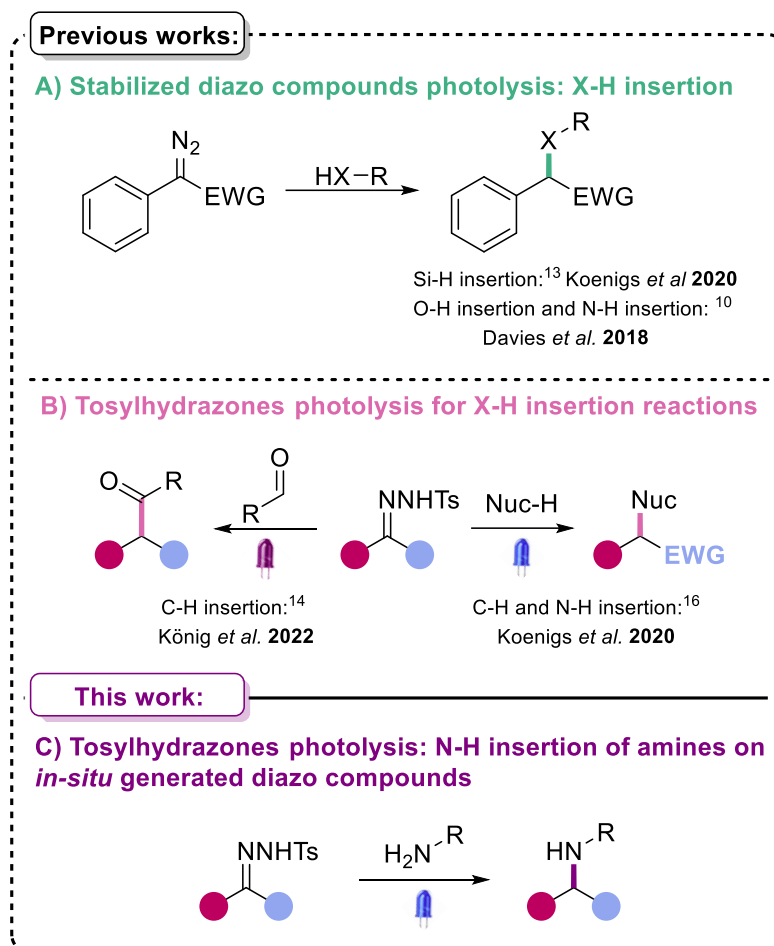 Previous works:
A) Stabilized diazo compounds photolysis: X-H insertion
N2
EWG
HX–R
X
R
EWG
Si-H insertion:13 Koenigs et al 2020
O-H insertion and N-H insertion: 10
Davies et al. 2018
B) Tosylhydrazones photolysis for X-H insertion reactions
O
R
O
R
NNHTs
Nuc-H
Nuc
EWG
C-H insertion:14
König et al. 2022
C-H and N-H insertion:16
Koenigs et al. 2020
This work:
C) Tosylhydrazones photolysis: N-H insertion of amines on
in-situ generated diazo compounds
NNHTs
H2N
R
HN
R